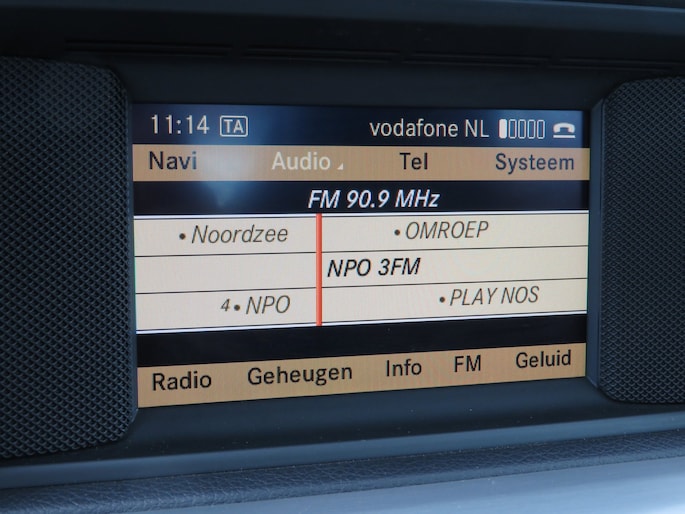 11:14 TA vodafone NL
Navi Audio Tel Systeem
FM 90.9 MHz
• Noordzee • OMROEP
NPO 3FM
4 • NPO • PLAY NOS
Radio Geheugen Info FM Geluid